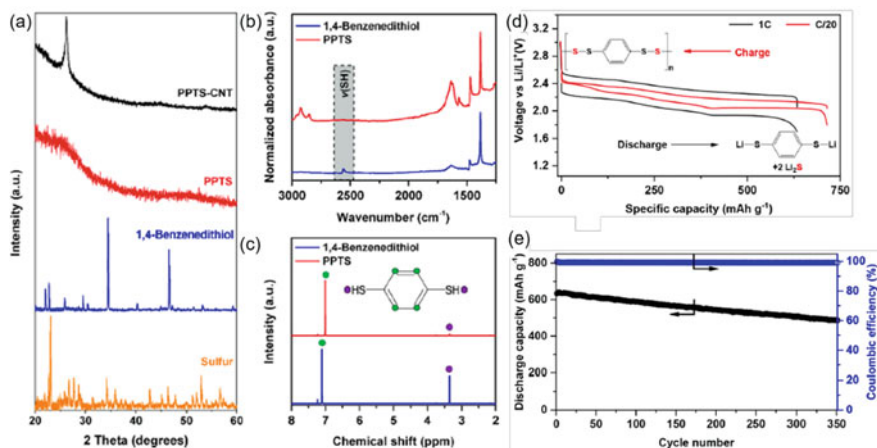 (a)
PPTS-CNT
PPTS
1,4-Benzenedithiol
Sulfur
Intensity (a.u.)
20 30 40 50 60
2 Theta (degrees)
(b)
1,4-Benzenedithiol
PPTS
ν(SH)
Normalized absorbance (a.u.)
3000 2500 2000 1500
Wavenumber (cm-1)
(c)
1,4-Benzenedithiol
PPTS
HS
SH
Intensity (a.u.)
8 7 6 5 4 3 2
Chemical shift (ppm)
(d)
1C C/20
S S S S
n
Charge
Discharge
Li S S Li
+2 Li2S
Voltage vs Li/Li+(V)
2.8
2.4
2.0
1.6
1.2
0 150 300 450 600 750
Specific capacity (mAh g-1)
(e)
Discharge capacity (mAh g-1)
800
600
400
200
0
100
80
60
40
20
0
Coulombic efficiency (%)
0 50 100 150 200 250 300 350
Cycle number